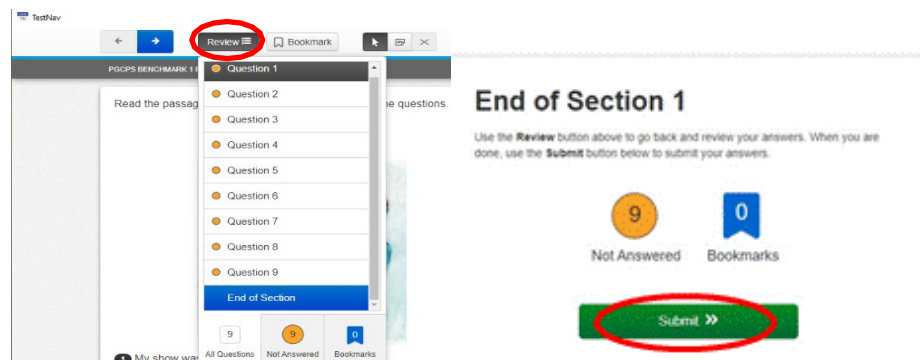 TestNav
Review
Bookmark
PGCPS BENCHMARK 1
Question 1
Read the passag
e questions.
Question 2
Question 3
Question 4
Question 5
Question 6
Question 7
Question 8
Question 9
End of Section
9
9
0
All Questions
Not Answered
Bookmarks
1 My show was
End of Section 1
Use the Review button above to go back and review your answers. When you are
done, use the Submit button below to submit your answers.
9
0
Not Answered
Bookmarks
Submit »